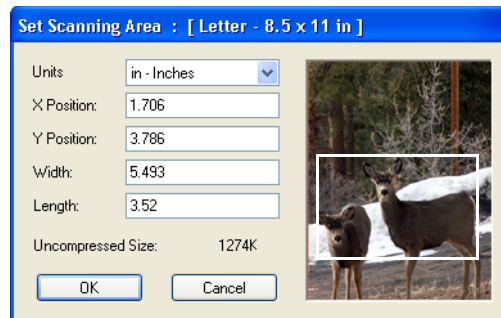 Set Scanning Area : [ Letter - 8.5 x 11 in ]
Units in - Inches
X Position: 1.706
Y Position: 3.786
Width: 5.493
Length: 3.52
Uncompressed Size: 1274K
OK Cancel